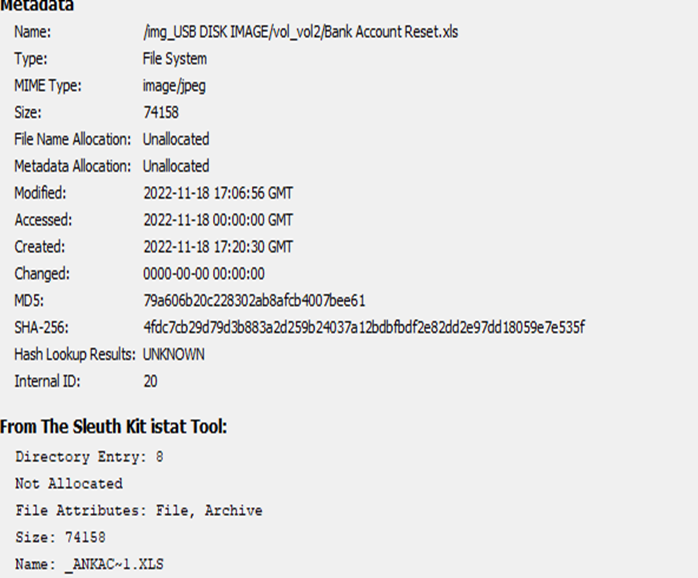 Metadata
Name: /img_USB DISK IMAGE/vol_vol2/Bank Account Reset.xls
Type: File System
MIME Type: image/jpeg
Size: 74158
File Name Allocation: Unallocated
Metadata Allocation: Unallocated
Modified: 2022-11-18 17:06:56 GMT
Accessed: 2022-11-18 00:00:00 GMT
Created: 2022-11-18 17:20:30 GMT
Changed: 0000-00-00 00:00:00
MD5: 79a606b20c228302ab8afcb4007bee61
SHA-256: 4fdc7cb29d79d3b883a2d259b24037a12bdbfbdf2e82dd2e97dd18059e7e535f
Hash Lookup Results: UNKNOWN
Internal ID: 20
From The Sleuth Kit istat Tool:
Directory Entry: 8
Not Allocated
File Attributes: File, Archive
Size: 74158
Name: _ANKAC~1.XLS